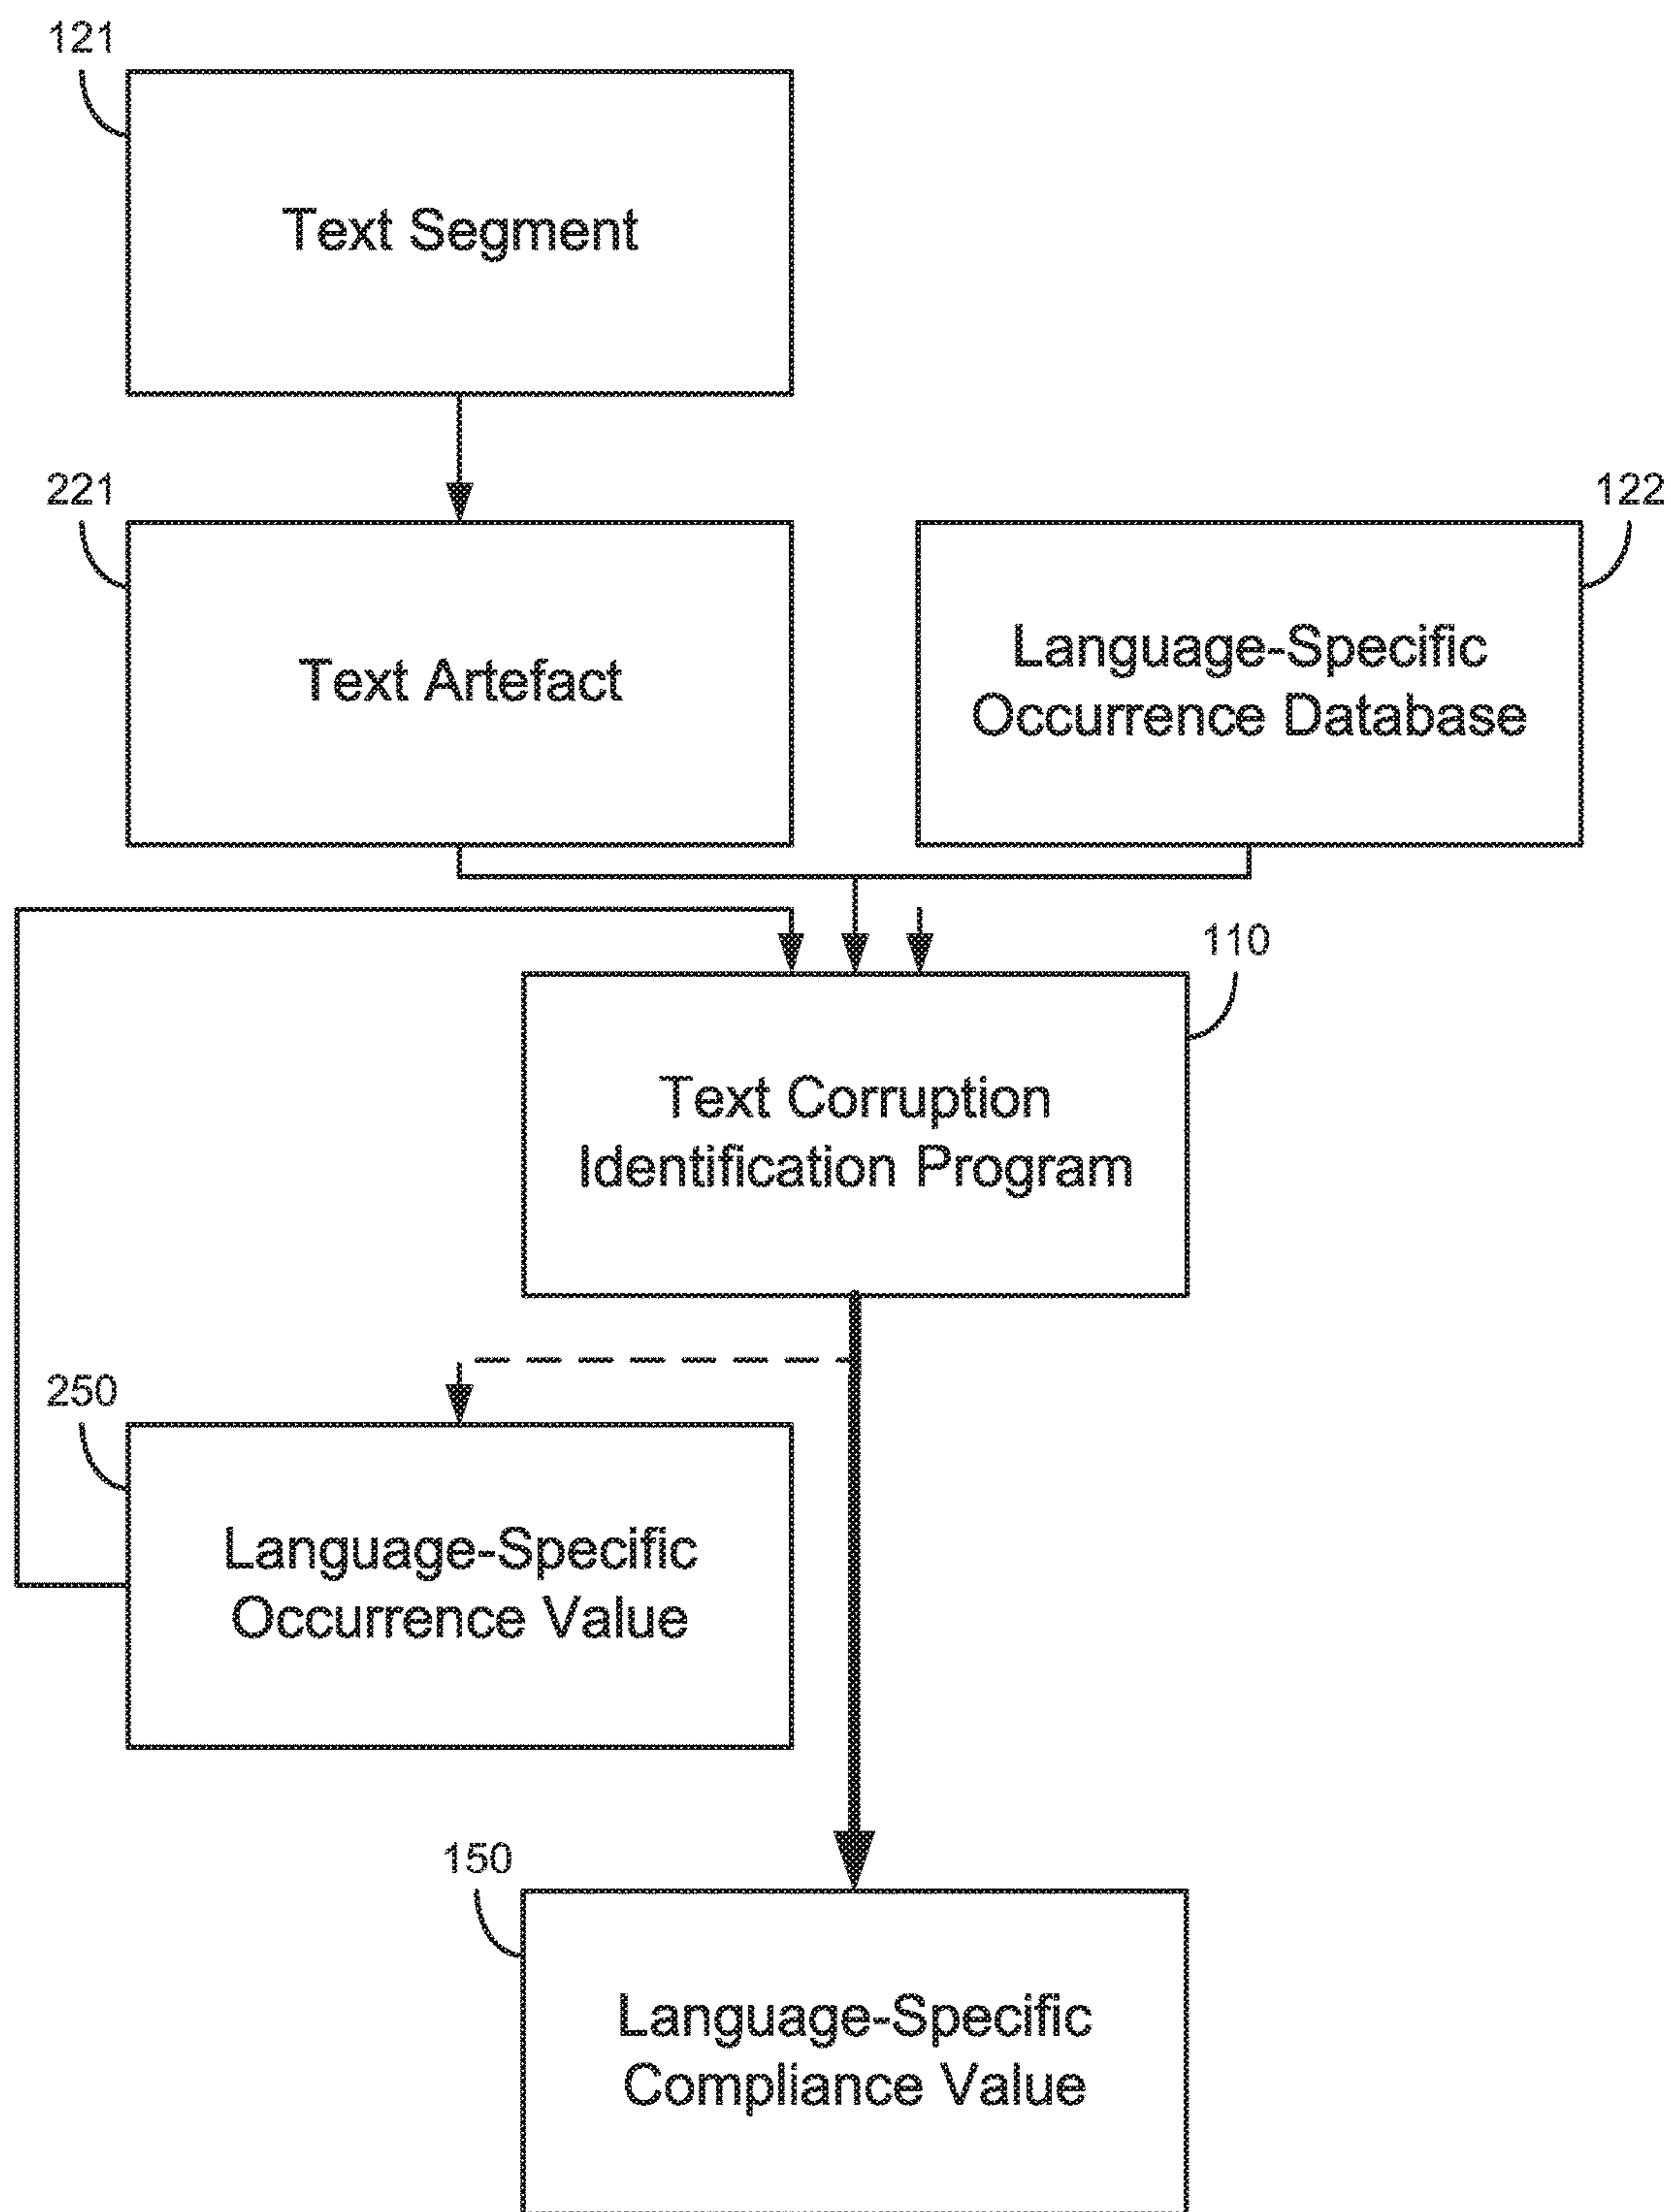 121
Text Segment
221
122
Text Artefact
Language-Specific
Occurrence Database
110
Text Corruption
Identification Program
250
Language-Specific
Occurrence Value
150
Language-Specific
Compliance Value